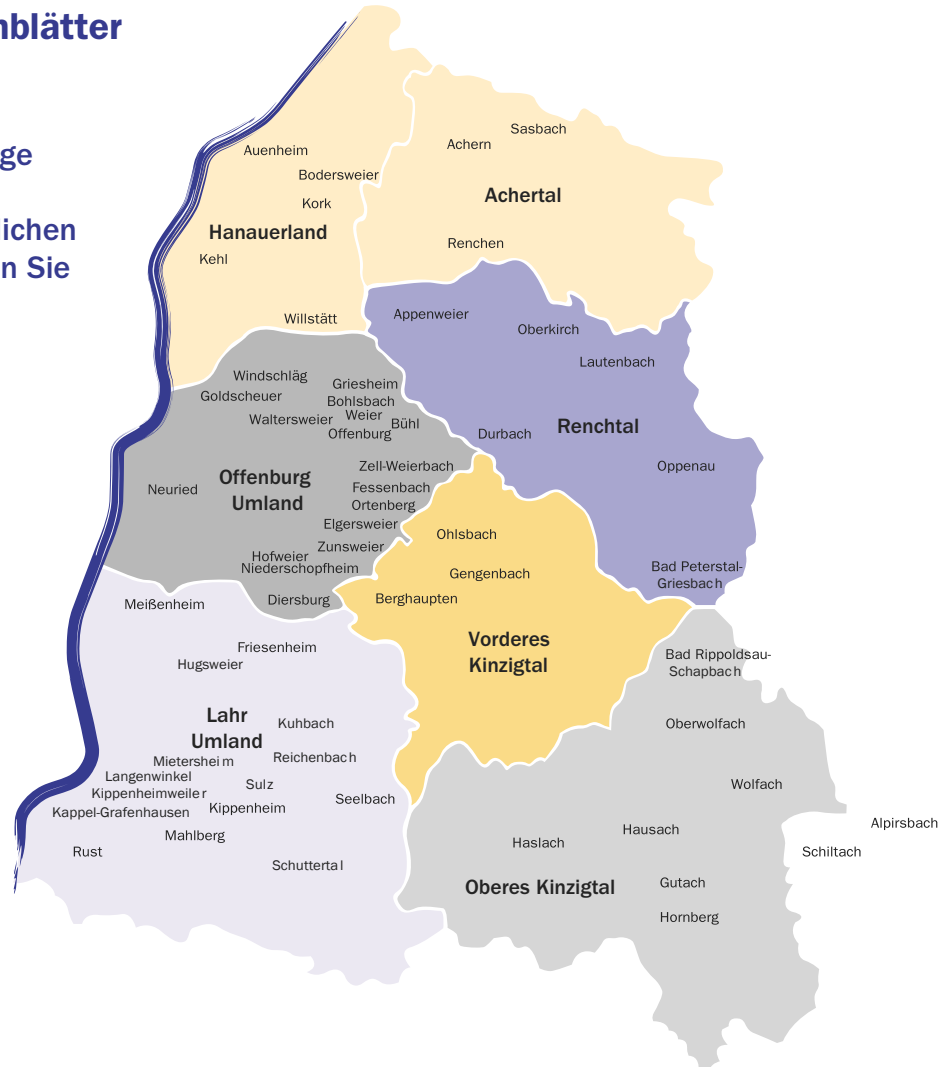 nblätter
ge
lichen
n Sie
Sasbach
Achern
Auenheim
Bodersweier
Achertal
Kork
Hanauerland
Renchen
Kehl
Appenweier
Willstätt
Oberkirch
Lautenbach
Windschläg
Griesheim
Goldscheuer
Bohlsbach
Weier
Waltersweier
Bühl
Offenburg
Durbach
Renchtal
Zell-Weierbach
Oppenau
Offenburg
Umland
Neuried
Fessenbach
Ortenberg
Elgersweier
Ohlsbach
Zunsweier
Hofweier
Niederschopfheim
Bad Peterstal-
Griesbach
Gengenbach
Diersburg
Berghaupten
Meißenheim
Vorderes
Kinzigtal
Friesenheim
Hugsweier
Bad Rippoldsau-
Schapbach
Lahr
Umland
Kuhbach
Oberwolfach
Mietersheim
Reichenbach
Langenwinkel
Sulz
Wolfach
Kippenheimweiler
Seelbach
Kappel-Grafenhausen
Kippenheim
Alpirsbach
Mahlberg
Hausach
Haslach
Rust
Schiltach
Schuttertal
Oberes Kinzigtal
Gutach
Hornberg